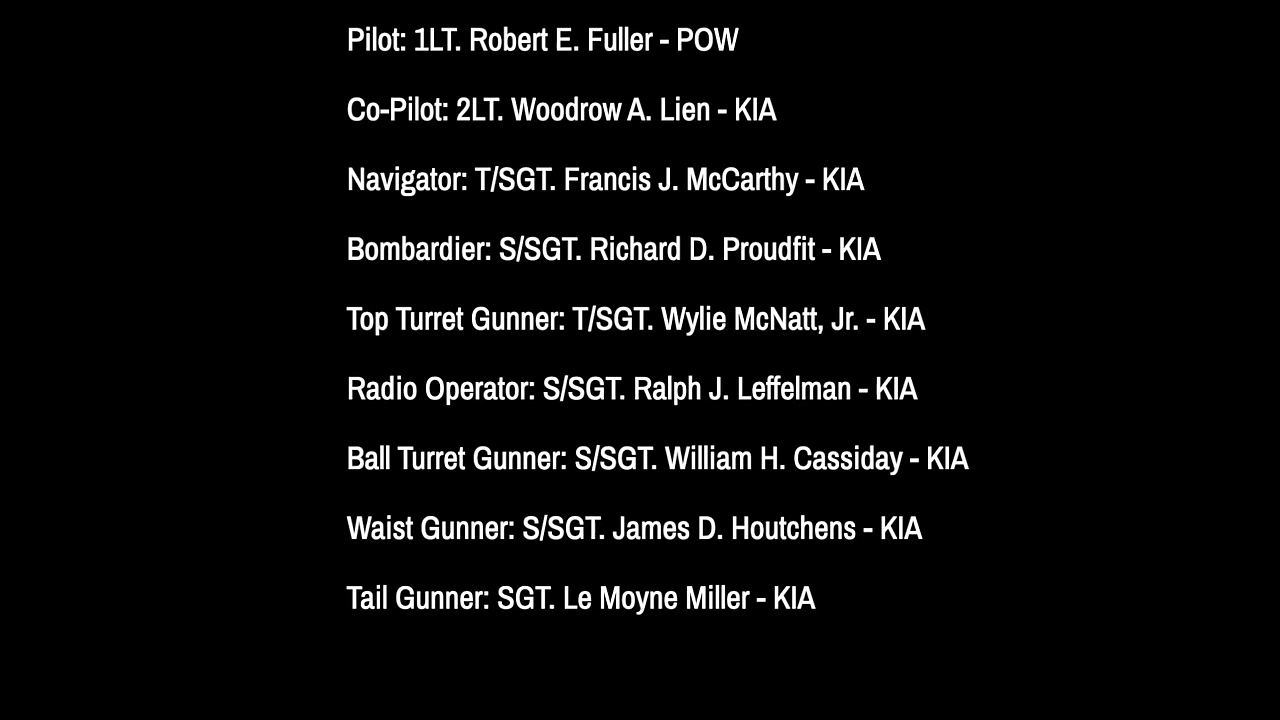 Pilot: 1LT. Robert E. Fuller - POW
Co-Pilot: 2LT. Woodrow A. Lien - KIA
Navigator: T/SGT. Francis J. McCarthy - KIA
Bombardier: S/SGT. Richard D. Proudfit - KIA
Top Turret Gunner: T/SGT. Wylie McNatt, Jr. - KIA
Radio Operator: S/SGT. Ralph J. Leffelman - KIA
Ball Turret Gunner: S/SGT. William H. Cassiday - KIA
Waist Gunner: S/SGT. James D. Houtchens - KIA
Tail Gunner: SGT. Le Moyne Miller - KIA